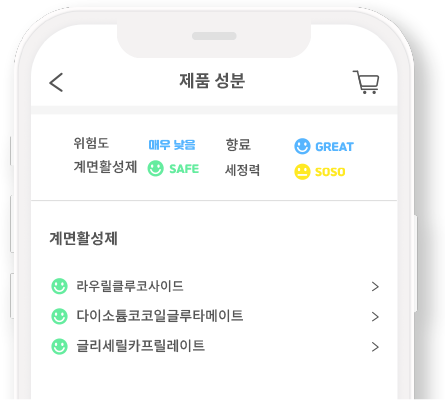 제품 성분
위험도 매우 낮음 향료 GREAT
계면활성제 SAFE 세정력 SOSO
계면활성제
라우릴클루코사이드
다이소듐코코일글루타메이트
글리세릴카프릴레이트